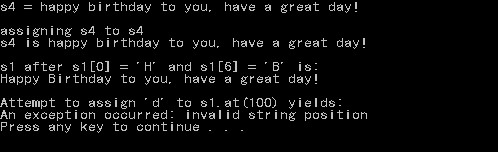 s4 = happy birthday to you, have a great day!
assigning s4 to s4
s4 is happy birthday to you, have a great day!
s1 after s1[0] = 'H' and s1[6] = 'B' is:
Happy Birthday to you, have a great day!
Attempt to assign 'd' to s1.at(100) yields:
An exception occurred: invalid string position
Press any key to continue . . .